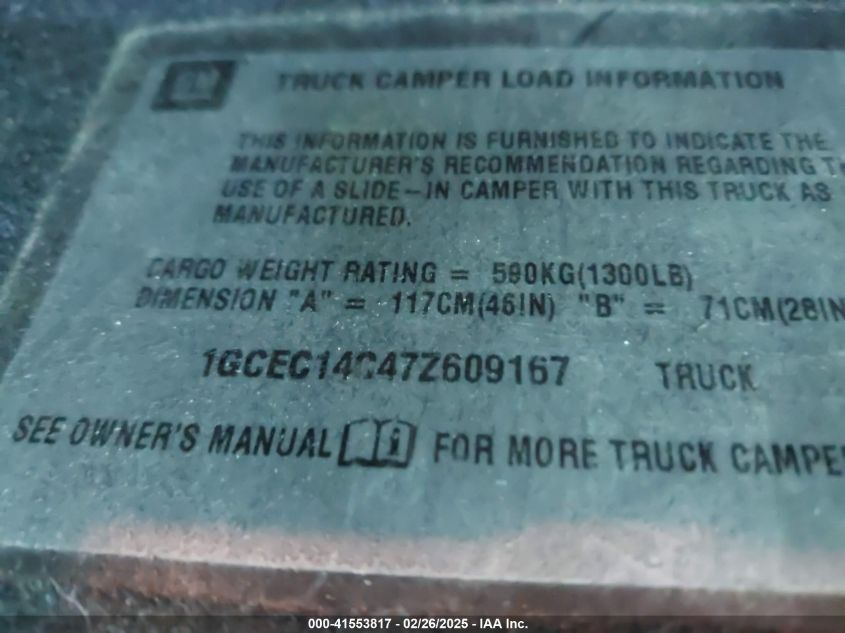 TRUCK CAMPER LOAD INFORMATION
THIS INFORMATION IS FURNISHED TO INDICATE THE
MANUFACTURER'S RECOMMENDATION REGARDING
USE OF A SLIDE-IN CAMPER WITH THIS TRUCK AS
MANUFACTURED.
CARGO WEIGHT RATING = 590KG(1300LB)
DIMENSION "A" = 117CM(46IN) "B" = 71CM(28IN
1GCEC14C47Z609167 TRUCK
SEE OWNER'S MANUAL FOR MORE TRUCK
000-41553817 - 02/26/2025 - IAA Inc.